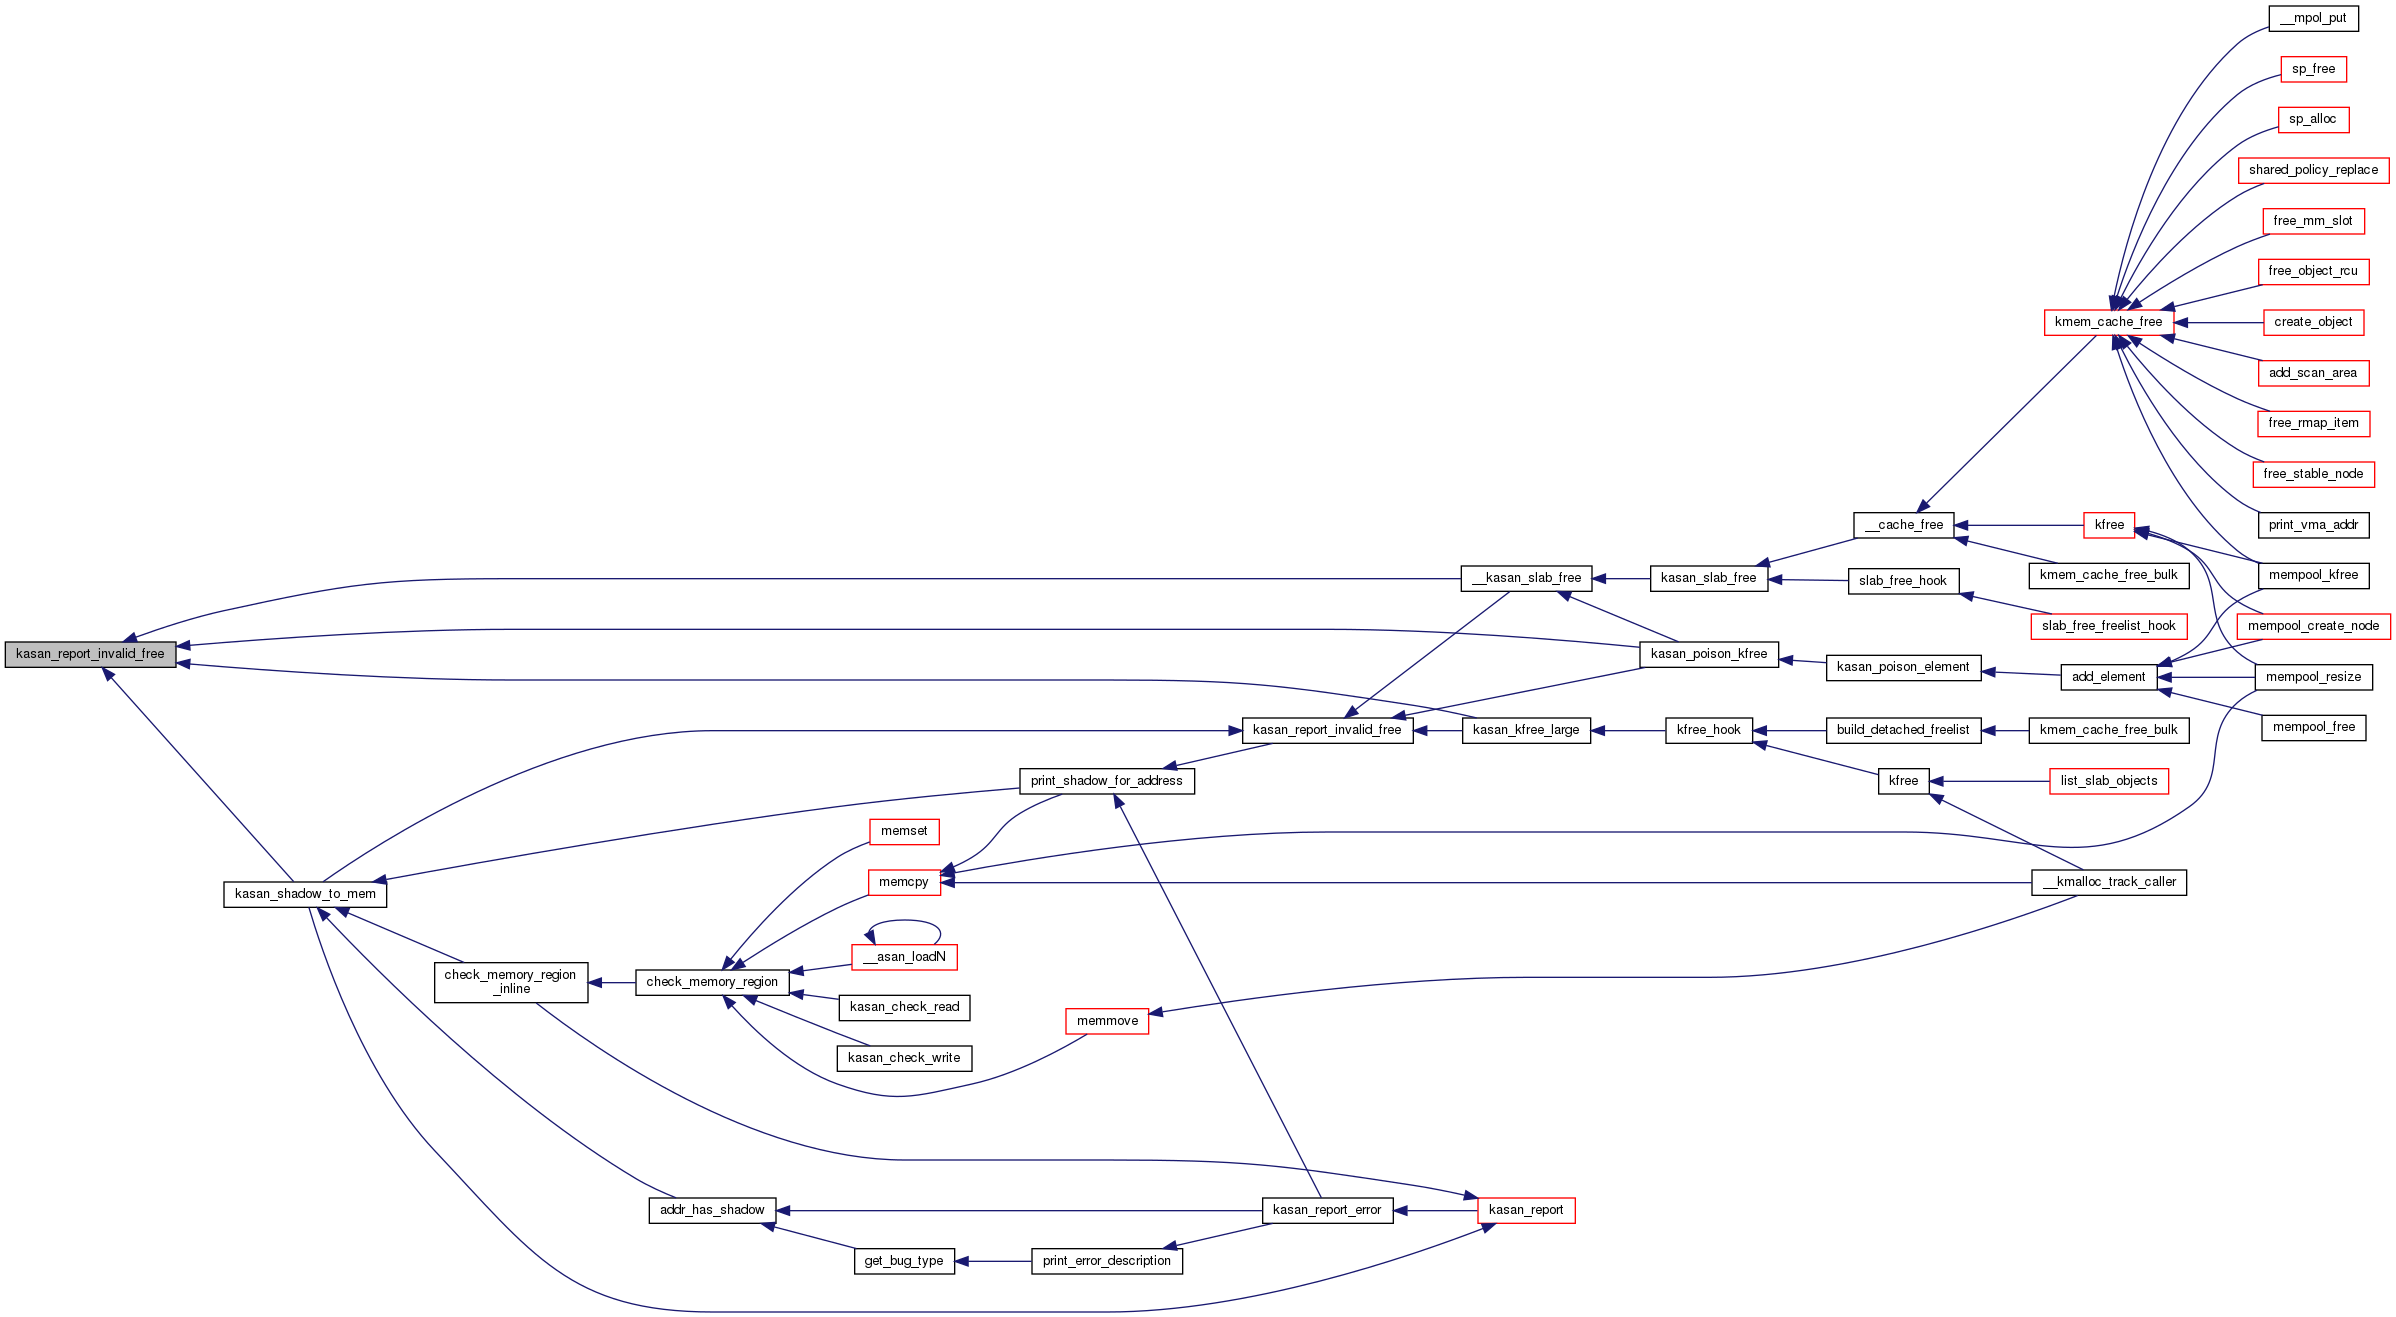 __mpol_put
sp_free
sp_alloc
shared_policy_replace
free_mm_slot
free_object_rcu
kmem_cache_free
create_object
add_scan_area
free_rmap_item
free_stable_node
__cache_free
kfree
print_vma_addr
__kasan_slab_free
kasan_slab_free
slab_free_hook
kmem_cache_free_bulk
mempool_kfree
slab_free_freelist_hook
mempool_create_node
kasan_report_invalid_free
kasan_poison_kfree
kasan_poison_element
add_element
mempool_resize
kasan_report_invalid_free
kasan_kfree_large
kfree_hook
build_detached_freelist
kmem_cache_free_bulk
mempool_free
print_shadow_for_address
kfree
list_slab_objects
memset
kasan_shadow_to_mem
memcpy
__kmalloc_track_caller
__asan_loadN
check_memory_region
_inline
check_memory_region
kasan_check_read
memmove
kasan_check_write
addr_has_shadow
kasan_report_error
kasan_report
get_bug_type
print_error_description